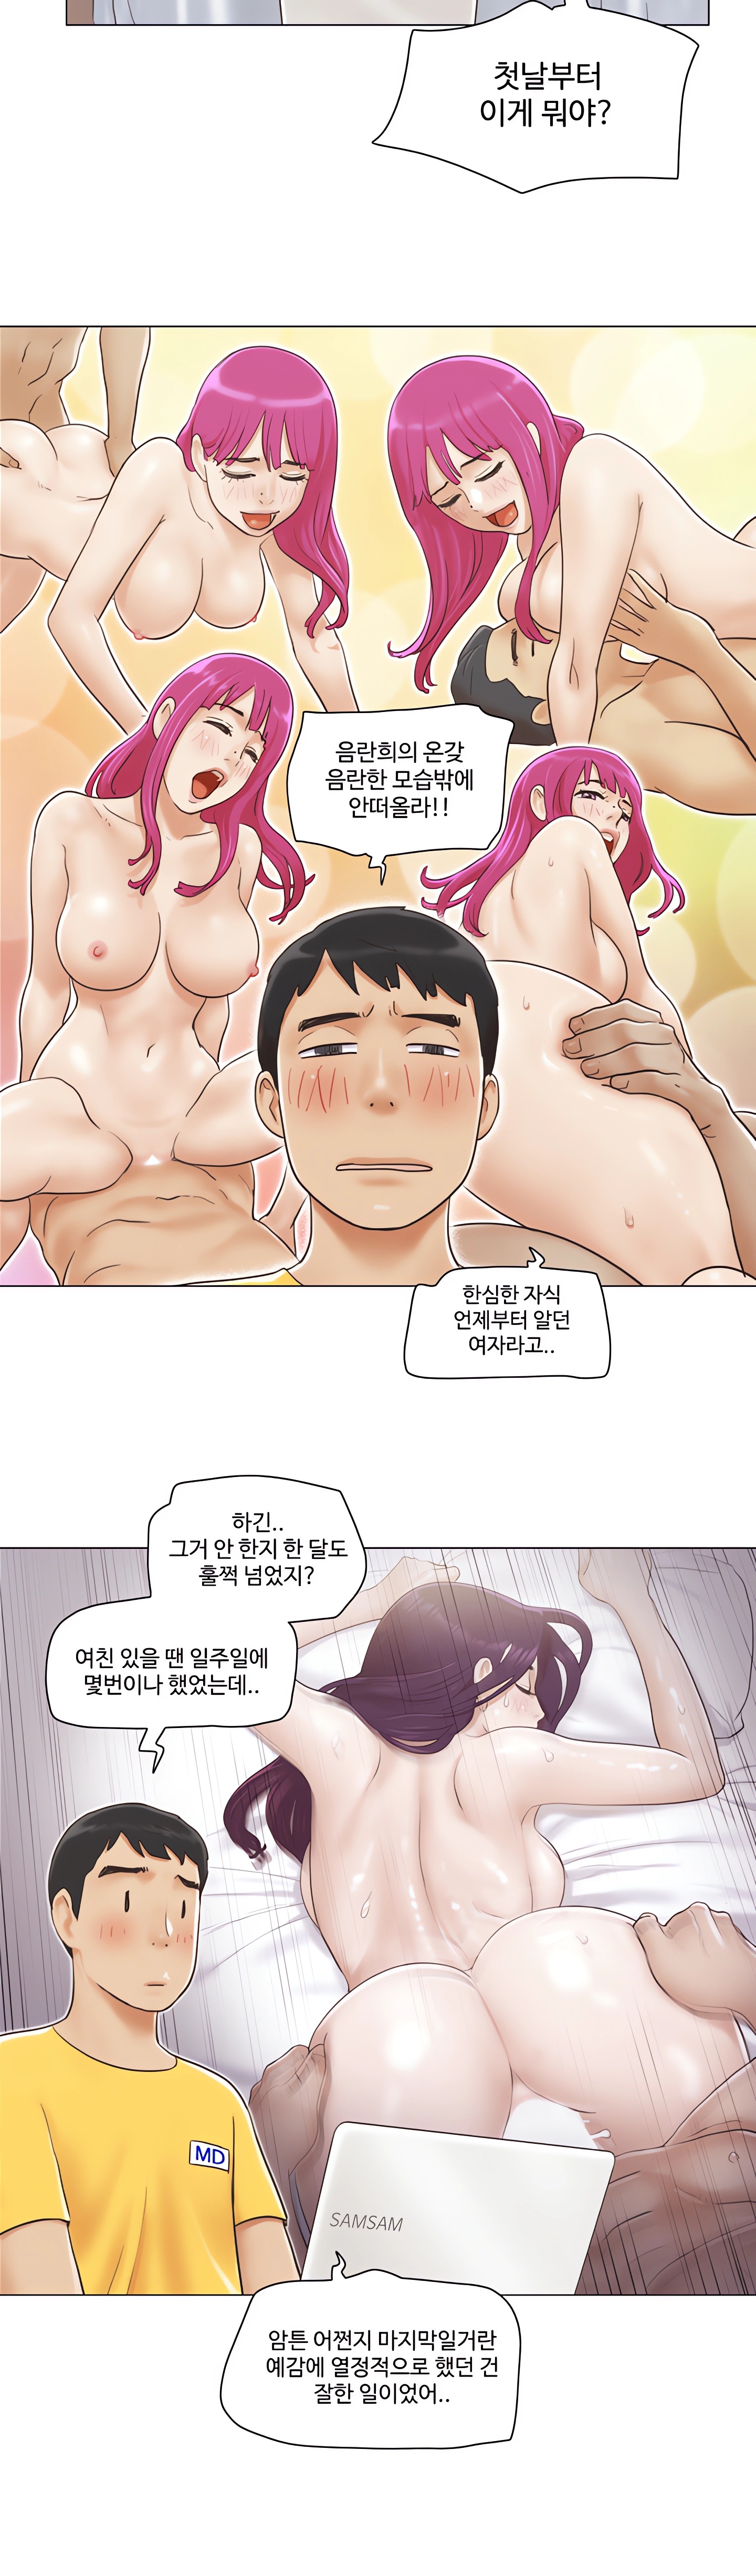 첫날부터
이게 뭐야?
음란희의 온갖
음란한 모습밖에
안떠올라!!
한심한 자식
언제부터 알던
여자라고..
하긴..
그거 안 한지 한 달도
훌쩍 넘었지?
여친 있을 땐 일주일에
몇번이나 했었는데..
MD
SAMSAM
암튼 어쩐지 마지막일거란
예감에 열정적으로 했던 건
잘한 일이었어..